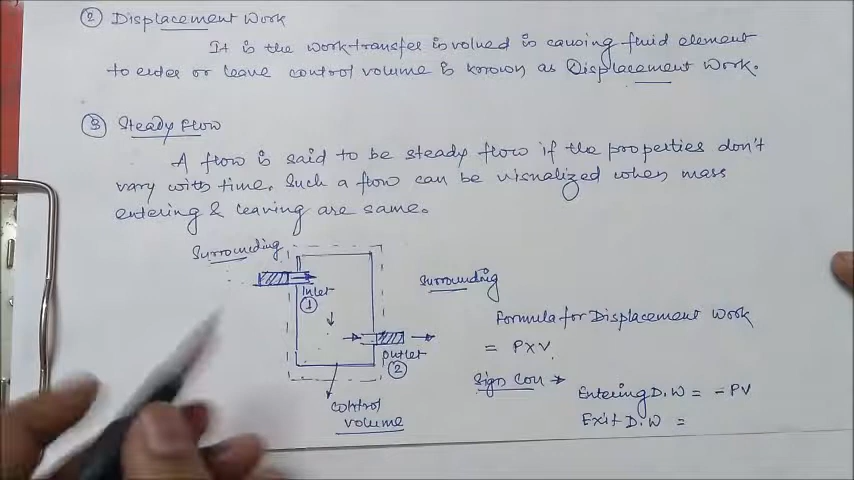 ② Displacement Work
It is the work transfer involved is causing fluid element
to enter or leave control volume is known as Displacement Work.
③ Steady Flow
A flow is said to be steady flow if the properties don't
vary with time. Such a flow can be visualized when mass
entering & leaving are same.
Surrounding
Inlet
①
Surrounding
outlet
②
control
volume
Formula for Displacement Work
= P×V.
Sign Con →
Entering D.W = -PV
Exit D.W =